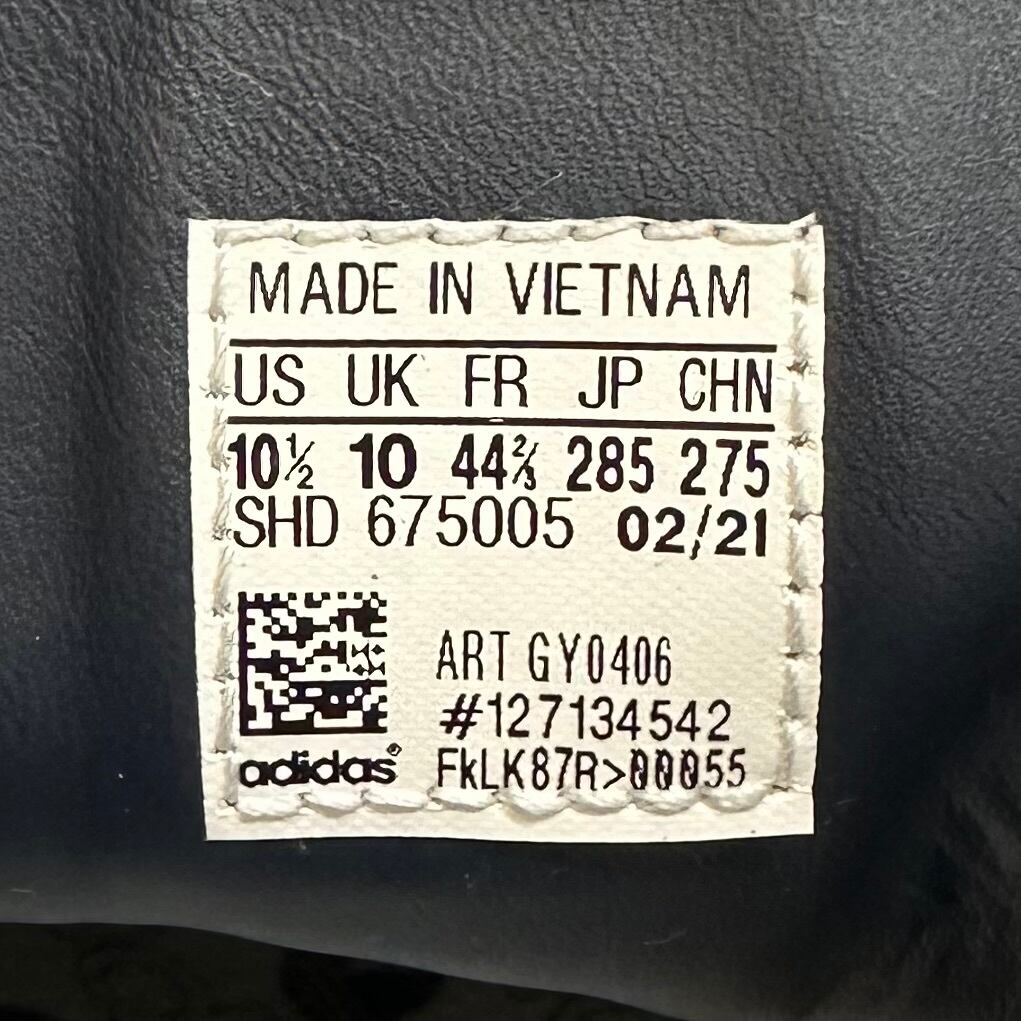 MADE IN VIETNAM
US UK FR JP CHN
10½ 10 44⅔ 285 275
SHD 675005 02/21
ART GY0406
#127134542
adidas® FkLK87R>00055